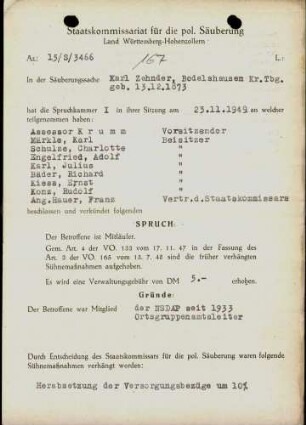 Staatskommissariat für die pol. Säuberung
Land Württemberg-Hohenzollern
Az.: 15/S/3466
L.:
167
In der Säuberungssache Karl Zehnder, Bodelshausen Kr.Tbg.
geb. 13.12.1873
hat die Spruchkammer I in ihrer Sitzung am 23.11.1949 an welcher
teilgenommen haben:
Assessor Krumm Vorsitzender
Märkle, Karl Beisitzer
Schulze, Charlotte "
Engelfried, Adolf "
Karl, Julius "
Bäder, Richard "
Kiess, Ernst "
Konz, Rudolf "
Ang.Hauer, Franz Vertr.d.Staatskommissars
beschlossen und verkündet folgenden
SPRUCH.
Der Betroffene ist Mitläufer.
Gem. Art. 4 der VO. 133 vom 17. 11. 47 in der Fassung des
Art. 3 der VO. 165 vom 13. 7. 48 sind die früher verhängten
Sühnemaßnahmen aufgehoben.
Es wird eine Verwaltungsgebühr von DM 5.- erhoben.
Gründe:
Der Betroffene war Mitglied der NSDAP seit 1933
Ortsgruppenamtsleiter
Durch Entscheidung des Staatskommissars für die pol. Säuberung waren folgende
Sühnemaßnahmen verhängt worden:
Herabsetzung der Versorgungsbezüge um 10%